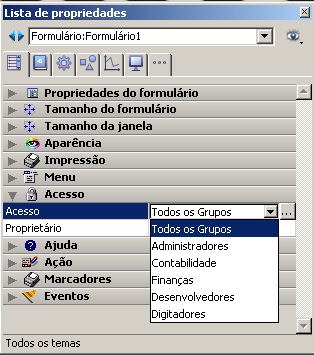 Lista de propriedades
Formulário:Formulário1
Propriedades do formulário
Tamanho do formulário
Tamanho da janela
Aparência
Impressão
Menu
Acesso
Acesso
Todos os Grupos
...
Proprietário
Todos os Grupos
Administradores
Contabilidade
Finanças
Desenvolvedores
Digitadores
Ajuda
Ação
Marcadores
Eventos
Todos os temas